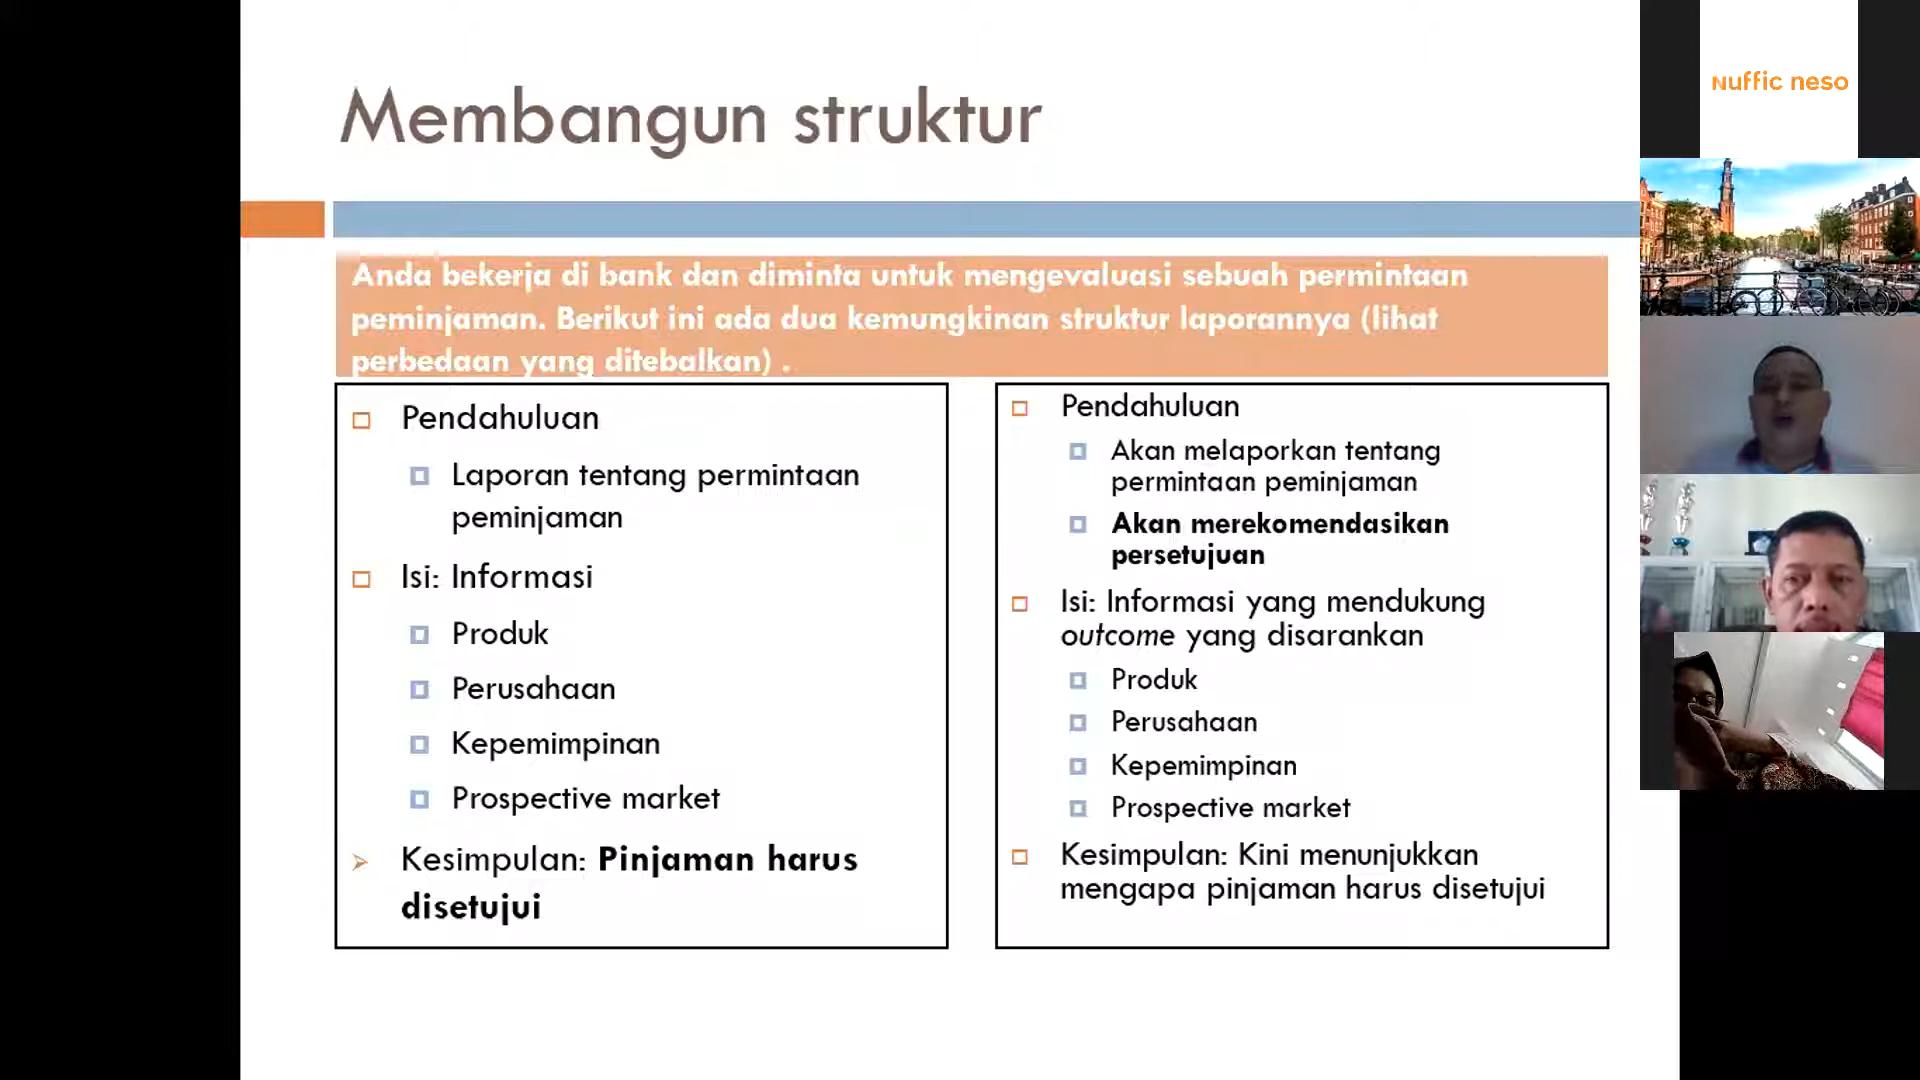 Membangun struktur
Anda bekerja di bank dan diminta untuk mengevaluasi sebuah permintaan
peminjaman. Berikut ini ada dua kemungkinan struktur laporannya (lihat
perbedaan yang ditebalkan) .
Pendahuluan
Laporan tentang permintaan
peminjaman
Isi: Informasi
Produk
Perusahaan
Kepemimpinan
Prospective market
Kesimpulan: Pinjaman harus
disetujui
Pendahuluan
Akan melaporkan tentang
permintaan peminjaman
Akan merekomendasikan
persetujuan
Isi: Informasi yang mendukung
outcome yang disarankan
Produk
Perusahaan
Kepemimpinan
Prospective market
Kesimpulan: Kini menunjukkan
mengapa pinjaman harus disetujui
Nuffic neso